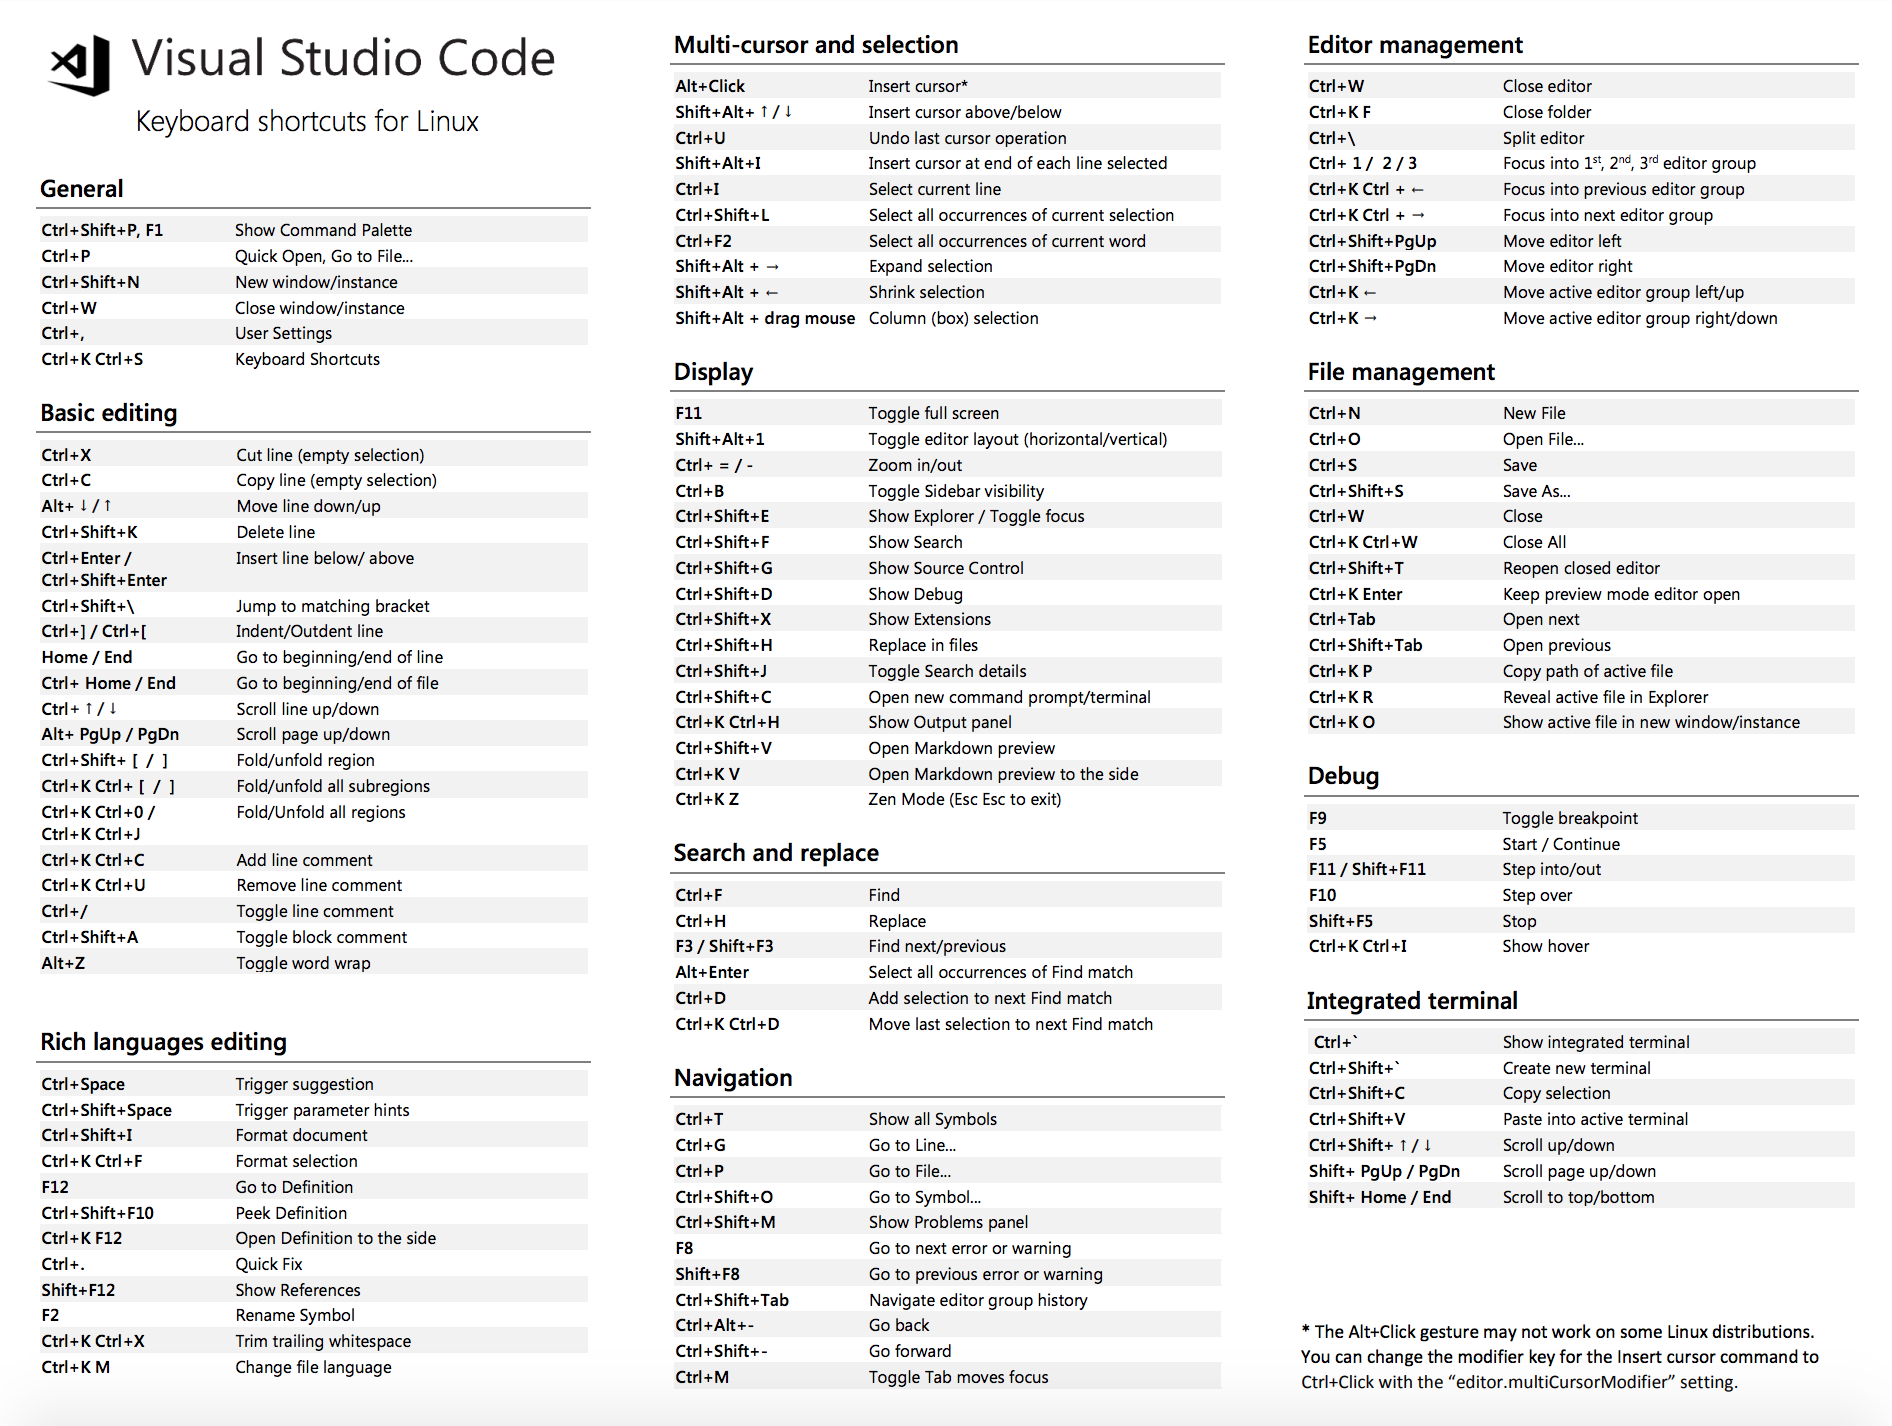 Visual Studio Code
Keyboard shortcuts for Linux
General
Ctrl+Shift+P, F1 Show Command Palette
Ctrl+P Quick Open, Go to File...
Ctrl+Shift+N New window/instance
Ctrl+W Close window/instance
Ctrl+, User Settings
Ctrl+K Ctrl+S Keyboard Shortcuts
Basic editing
Ctrl+X Cut line (empty selection)
Ctrl+C Copy line (empty selection)
Alt+ ↓ / ↑ Move line down/up
Ctrl+Shift+K Delete line
Ctrl+Enter / Insert line below/ above
Ctrl+Shift+Enter
Ctrl+Shift+\ Jump to matching bracket
Ctrl+] / Ctrl+[ Indent/Outdent line
Home / End Go to beginning/end of line
Ctrl+ Home / End Go to beginning/end of file
Ctrl+ ↑ / ↓ Scroll line up/down
Alt+ PgUp / PgDn Scroll page up/down
Ctrl+Shift+ [ / ] Fold/unfold region
Ctrl+K Ctrl+ [ / ] Fold/unfold all subregions
Ctrl+K Ctrl+0 / Fold/Unfold all regions
Ctrl+K Ctrl+J
Ctrl+K Ctrl+C Add line comment
Ctrl+K Ctrl+U Remove line comment
Ctrl+/ Toggle line comment
Ctrl+Shift+A Toggle block comment
Alt+Z Toggle word wrap
Rich languages editing
Ctrl+Space Trigger suggestion
Ctrl+Shift+Space Trigger parameter hints
Ctrl+Shift+I Format document
Ctrl+K Ctrl+F Format selection
F12 Go to Definition
Ctrl+Shift+F10 Peek Definition
Ctrl+K F12 Open Definition to the side
Ctrl+. Quick Fix
Shift+F12 Show References
F2 Rename Symbol
Ctrl+K Ctrl+X Trim trailing whitespace
Ctrl+K M Change file language
Multi-cursor and selection
Alt+Click Insert cursor*
Shift+Alt+ ↑ / ↓ Insert cursor above/below
Ctrl+U Undo last cursor operation
Shift+Alt+I Insert cursor at end of each line selected
Ctrl+I Select current line
Ctrl+Shift+L Select all occurrences of current selection
Ctrl+F2 Select all occurrences of current word
Shift+Alt + → Expand selection
Shift+Alt + ← Shrink selection
Shift+Alt + drag mouse Column (box) selection
Display
F11 Toggle full screen
Shift+Alt+1 Toggle editor layout (horizontal/vertical)
Ctrl+ = / - Zoom in/out
Ctrl+B Toggle Sidebar visibility
Ctrl+Shift+E Show Explorer / Toggle focus
Ctrl+Shift+F Show Search
Ctrl+Shift+G Show Source Control
Ctrl+Shift+D Show Debug
Ctrl+Shift+X Show Extensions
Ctrl+Shift+H Replace in files
Ctrl+Shift+J Toggle Search details
Ctrl+Shift+C Open new command prompt/terminal
Ctrl+K Ctrl+H Show Output panel
Ctrl+Shift+V Open Markdown preview
Ctrl+K V Open Markdown preview to the side
Ctrl+K Z Zen Mode (Esc Esc to exit)
Search and replace
Ctrl+F Find
Ctrl+H Replace
F3 / Shift+F3 Find next/previous
Alt+Enter Select all occurrences of Find match
Ctrl+D Add selection to next Find match
Ctrl+K Ctrl+D Move last selection to next Find match
Navigation
Ctrl+T Show all Symbols
Ctrl+G Go to Line...
Ctrl+P Go to File...
Ctrl+Shift+O Go to Symbol...
Ctrl+Shift+M Show Problems panel
F8 Go to next error or warning
Shift+F8 Go to previous error or warning
Ctrl+Shift+Tab Navigate editor group history
Ctrl+Alt+- Go back
Ctrl+Shift+- Go forward
Ctrl+M Toggle Tab moves focus
Editor management
Ctrl+W Close editor
Ctrl+K F Close folder
Ctrl+\ Split editor
Ctrl+ 1 / 2 / 3 Focus into 1st, 2nd, 3rd editor group
Ctrl+K Ctrl + ← Focus into previous editor group
Ctrl+K Ctrl + → Focus into next editor group
Ctrl+Shift+PgUp Move editor left
Ctrl+Shift+PgDn Move editor right
Ctrl+K ← Move active editor group left/up
Ctrl+K → Move active editor group right/down
File management
Ctrl+N New File
Ctrl+O Open File...
Ctrl+S Save
Ctrl+Shift+S Save As...
Ctrl+W Close
Ctrl+K Ctrl+W Close All
Ctrl+Shift+T Reopen closed editor
Ctrl+K Enter Keep preview mode editor open
Ctrl+Tab Open next
Ctrl+Shift+Tab Open previous
Ctrl+K P Copy path of active file
Ctrl+K R Reveal active file in Explorer
Ctrl+K O Show active file in new window/instance
Debug
F9 Toggle breakpoint
F5 Start / Continue
F11 / Shift+F11 Step into/out
F10 Step over
Shift+F5 Stop
Ctrl+K Ctrl+I Show hover
Integrated terminal
Ctrl+` Show integrated terminal
Ctrl+Shift+` Create new terminal
Ctrl+Shift+C Copy selection
Ctrl+Shift+V Paste into active terminal
Ctrl+Shift+ ↑ / ↓ Scroll up/down
Shift+ PgUp / PgDn Scroll page up/down
Shift+ Home / End Scroll to top/bottom
* The Alt+Click gesture may not work on some Linux distributions.
You can change the modifier key for the Insert cursor command to
Ctrl+Click with the “editor.multiCursorModifier” setting.